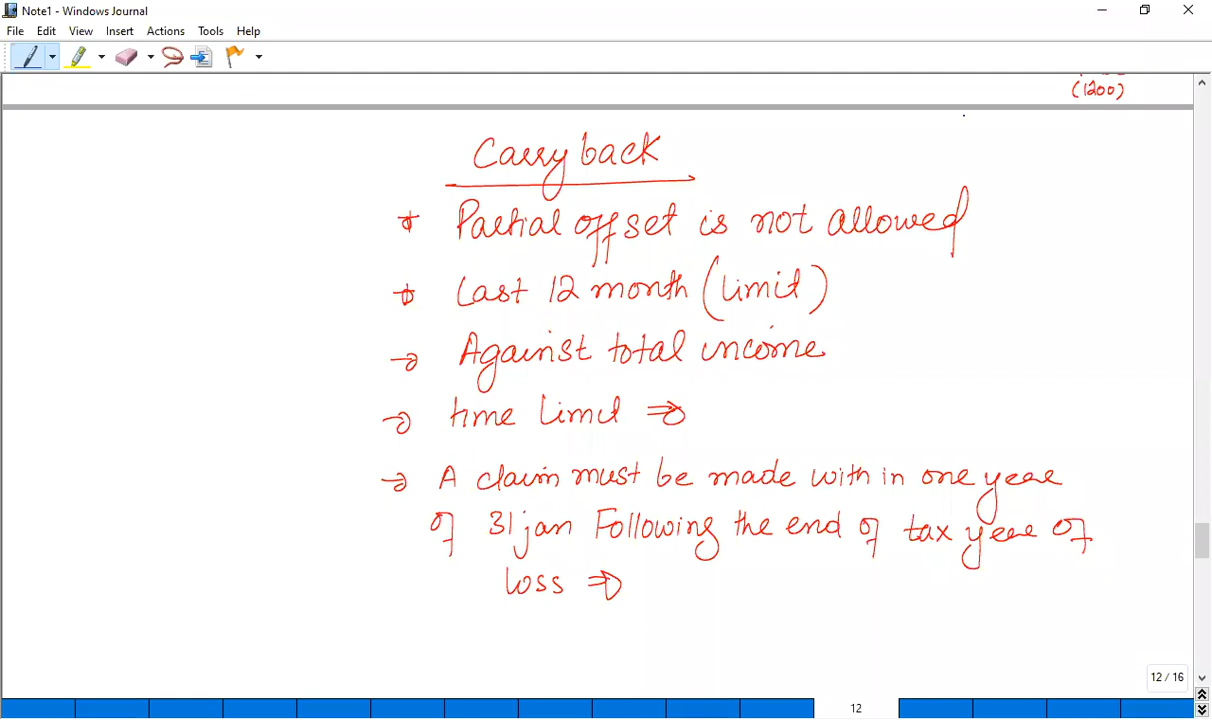 Note1 - Windows Journal
File Edit View Insert Actions Tools Help
(1200)
Carry back
Partial offset is not allowed
Last 12 month (limit)
→ Against total income
→ time limit ⇒
→ A claim must be made with in one year
of 31 jan Following the end of tax year of
loss ⇒
12 / 16
12